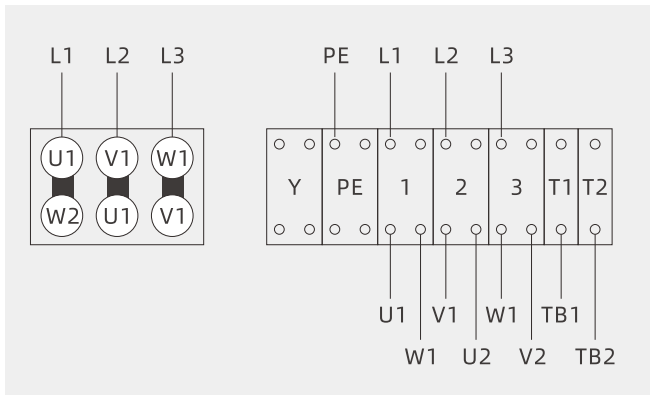 L1 L2 L3
U1 V1 W1
W2 U1 V1
PE L1 L2 L3
Y PE 1 2 3 T1 T2
U1 V1 W1 TB1
W1 U2 V2 TB2